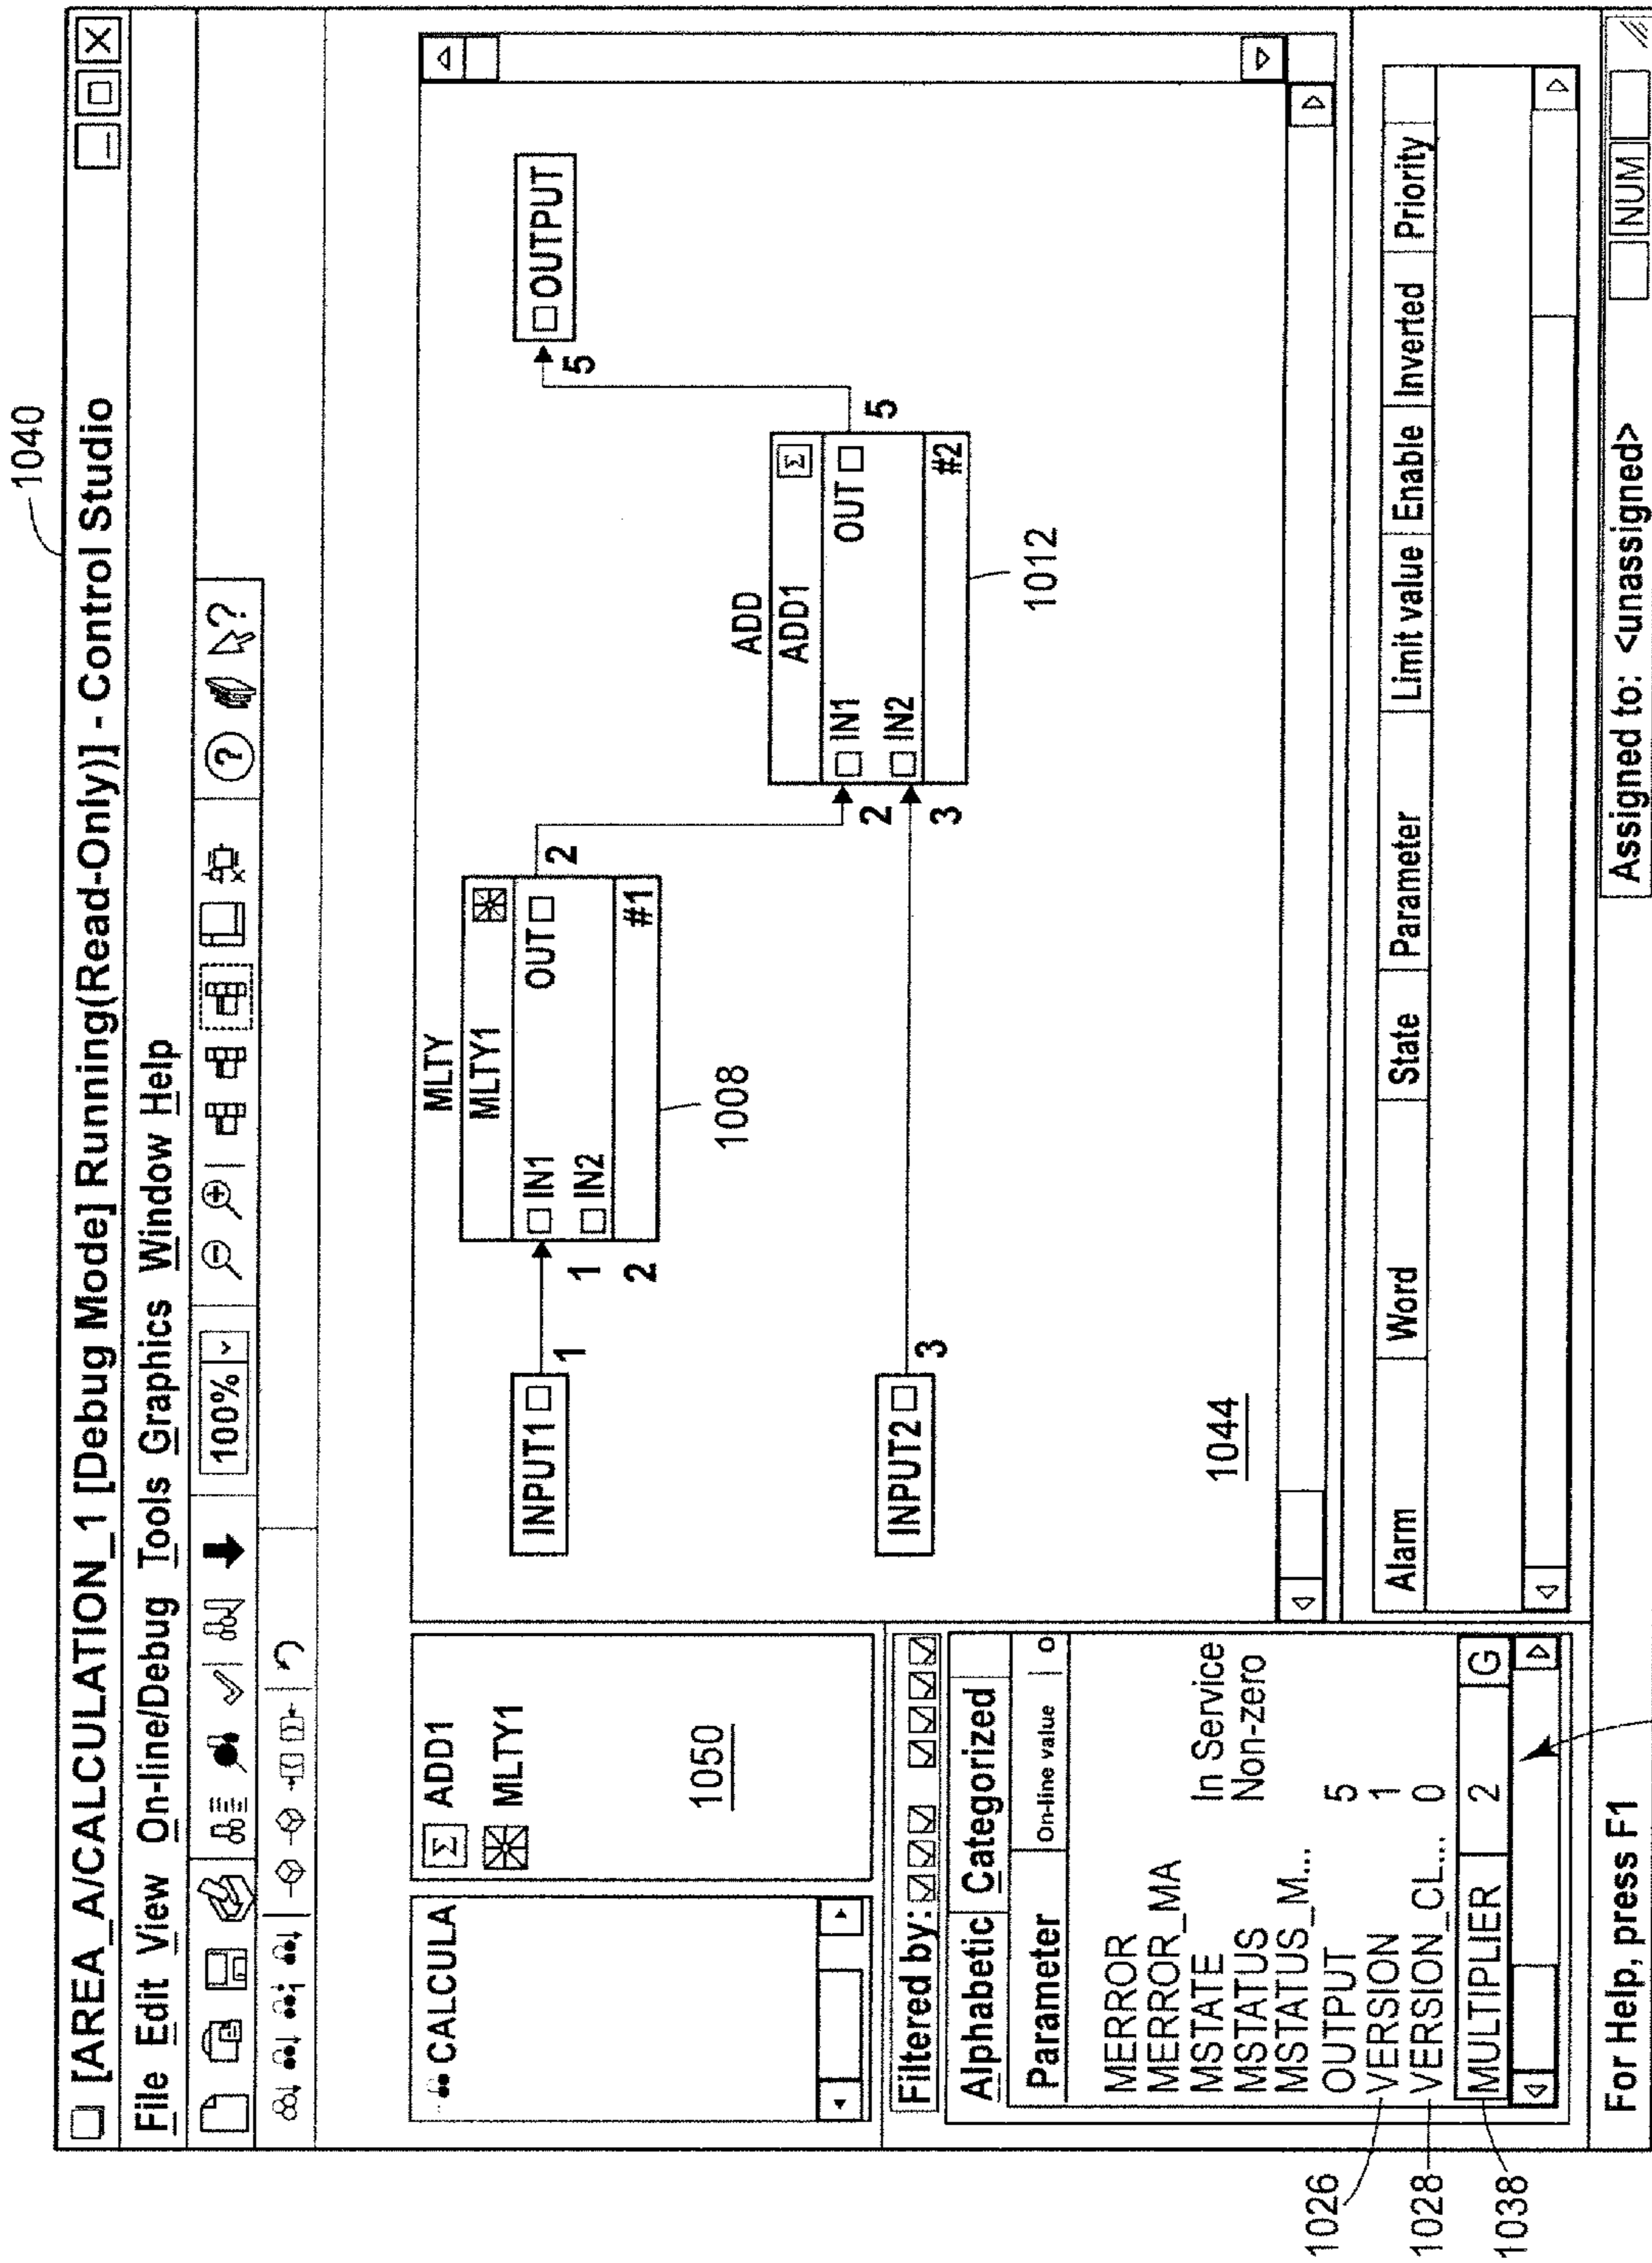 1040
[AREA_A/CALCULATION_1 [Debug Mode] Running(Read-Only)] - Control Studio
File Edit View On-line/Debug Tools Graphics Window Help
100%
?
?
CALCULA
Σ ADD1
MLTY1
1050
INPUT1
1
MLTY
MLTY1
IN1
OUT
IN2
#1
1
2
2
1008
INPUT2
3
ADD
ADD1
Σ
IN1
OUT
IN2
#2
2
3
5
1012
5
OUTPUT
1044
Filtered by:
Alphabetic Categorized
Parameter On-line value o
MERROR
MERROR_MA
MSTATE In Service
MSTATUS Non-zero
MSTATUS_M...
OUTPUT 5
VERSION 1
VERSION_CL... 0
MULTIPLIER 2 G
1026
1028
1038
Alarm Word State Parameter Limit value Enable Inverted Priority
For Help, press F1
Assigned to: <unassigned>
NUM